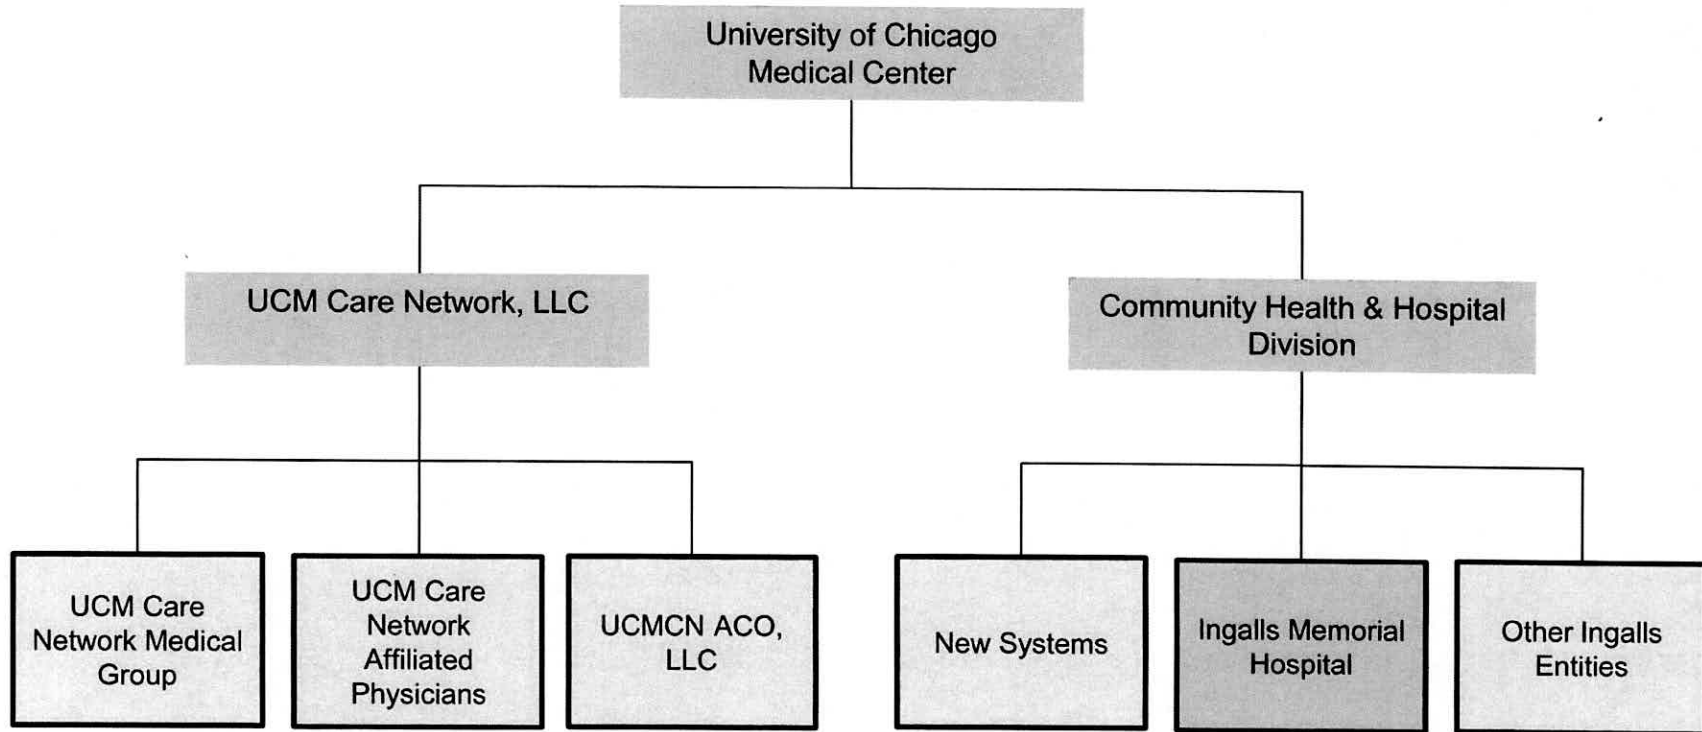 University of Chicago
Medical Center
UCM Care Network, LLC
Community Health & Hospital
Division
UCM Care
Network Medical
Group
UCM Care
Network
Affiliated
Physicians
UCMCN ACO,
LLC
New Systems
Ingalls Memorial
Hospital
Other Ingalls
Entities